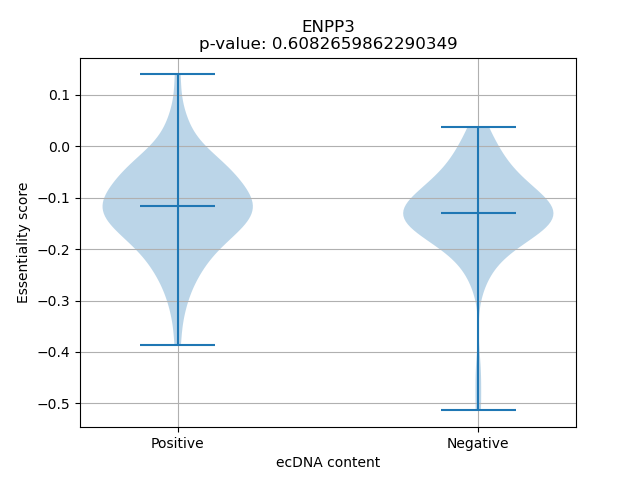 ENPP3
p-value: 0.6082659862290349
0.1
0.0
−0.1
−0.2
−0.3
−0.4
−0.5
Essentiality score
Positive
Negative
ecDNA content